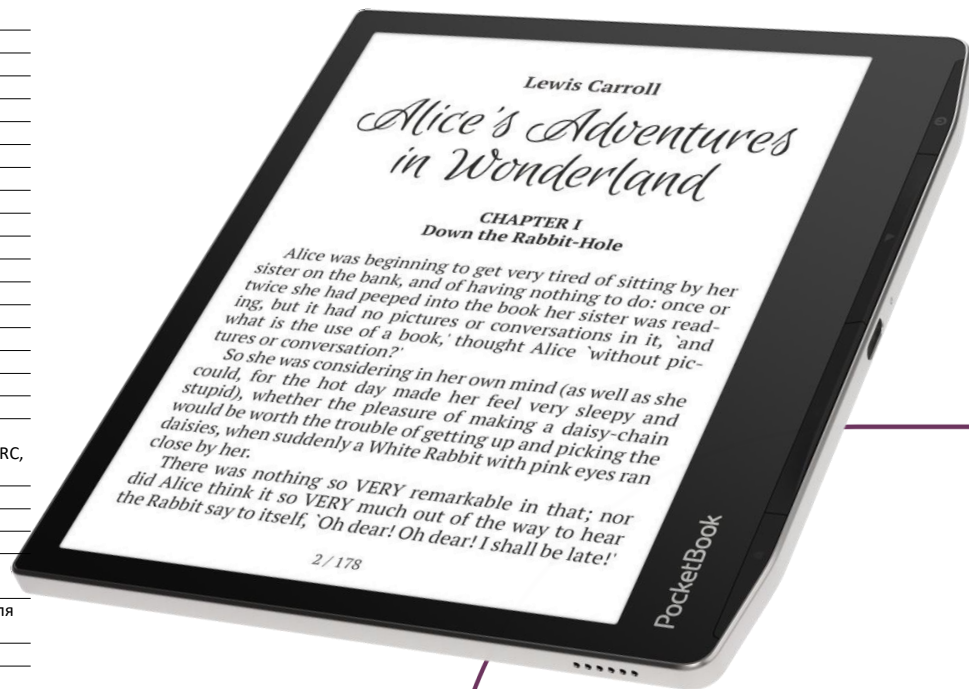 Lewis Carroll
Alice's Adventures
in Wonderland
CHAPTER I
Down the Rabbit-Hole
Alice was beginning to get very tired of sitting by her
sister on the bank, and of having nothing to do: once or
twice she had peeped into the book her sister was read-
ing, but it had no pictures or conversations in it, `and
what is the use of a book,' thought Alice `without pic-
tures or conversation?'
So she was considering in her own mind (as well as she
could, for the hot day made her feel very sleepy and
stupid), whether the pleasure of making a daisy-chain
would be worth the trouble of getting up and picking the
daisies, when suddenly a White Rabbit with pink eyes ran
close by her.
There was nothing so VERY remarkable in that; nor
did Alice think it so VERY much out of the way to hear
the Rabbit say to itself, `Oh dear! Oh dear! I shall be late!'
2 / 178
PocketBook
RC,
ля